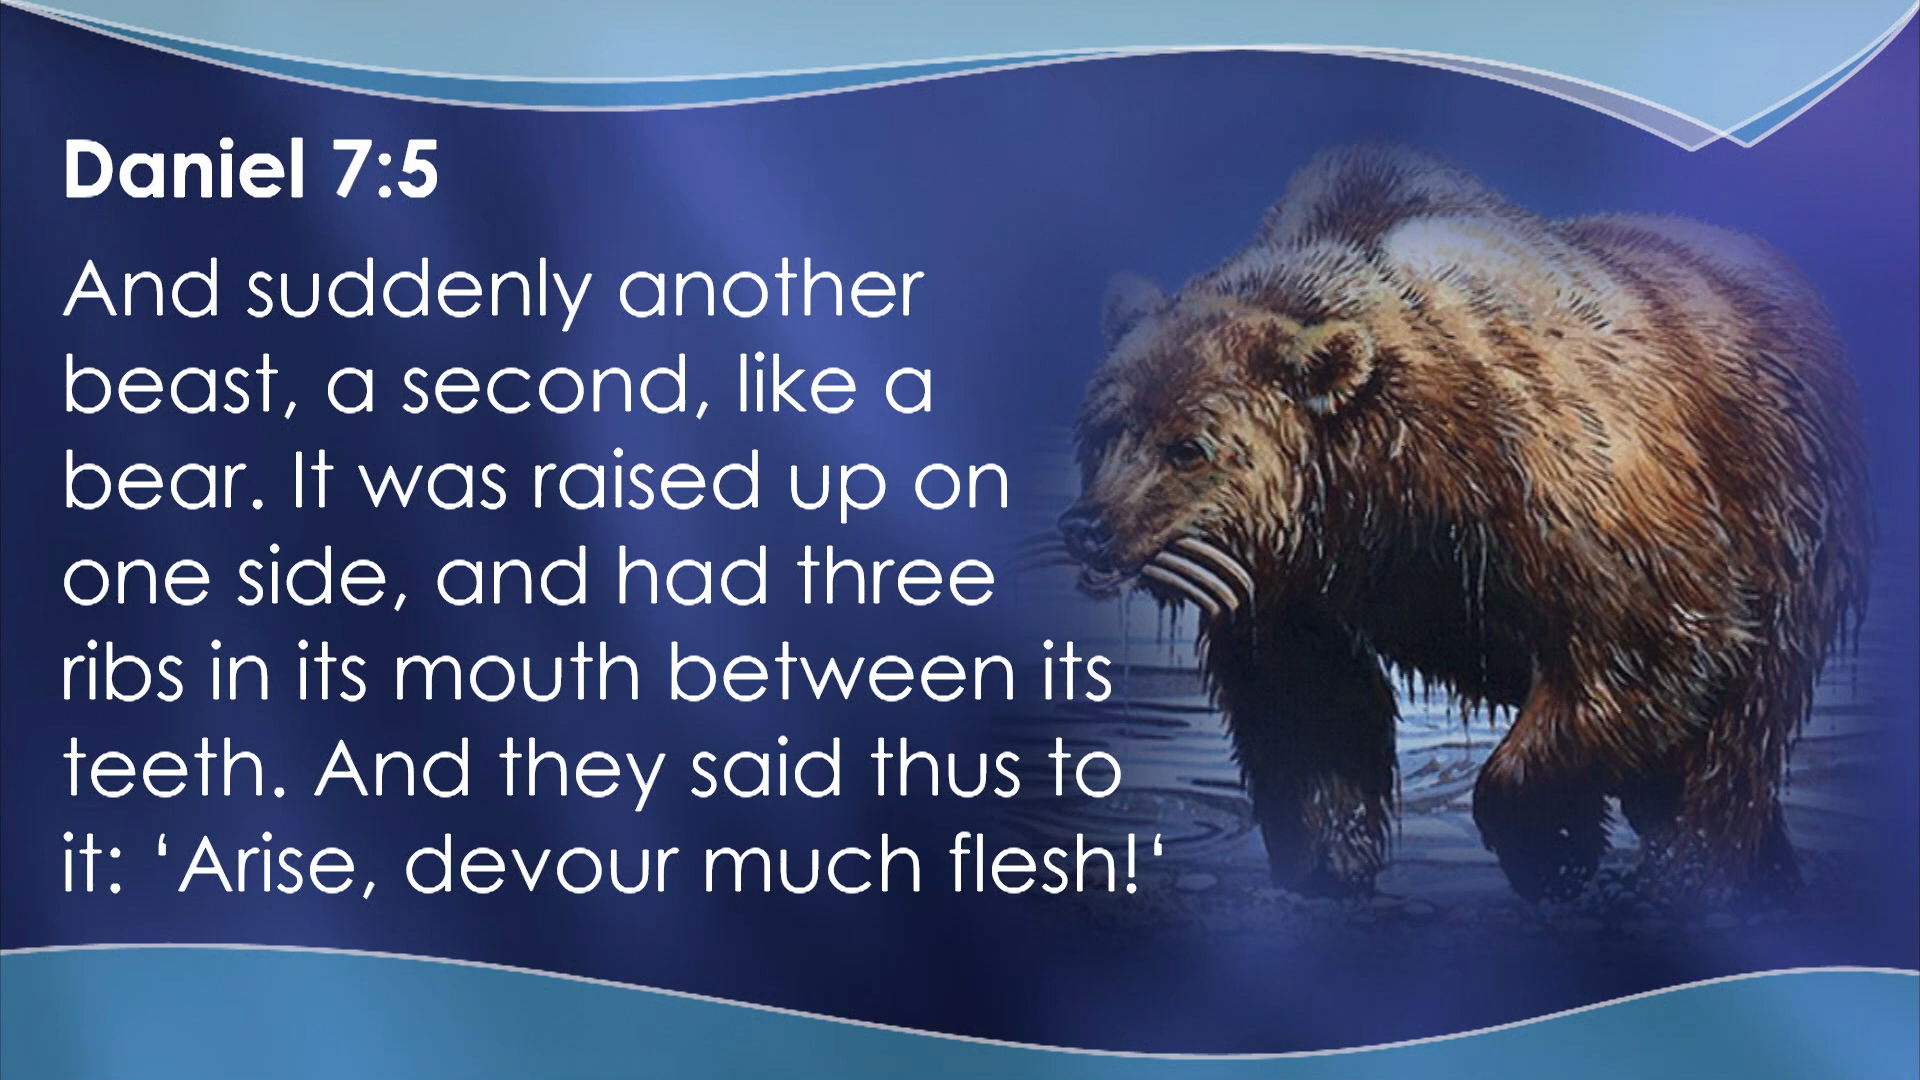 Daniel 7:5
And suddenly another
beast, a second, like a
bear. It was raised up on
one side, and had three
ribs in its mouth between its
teeth. And they said thus to
it: ‘Arise, devour much flesh!‘